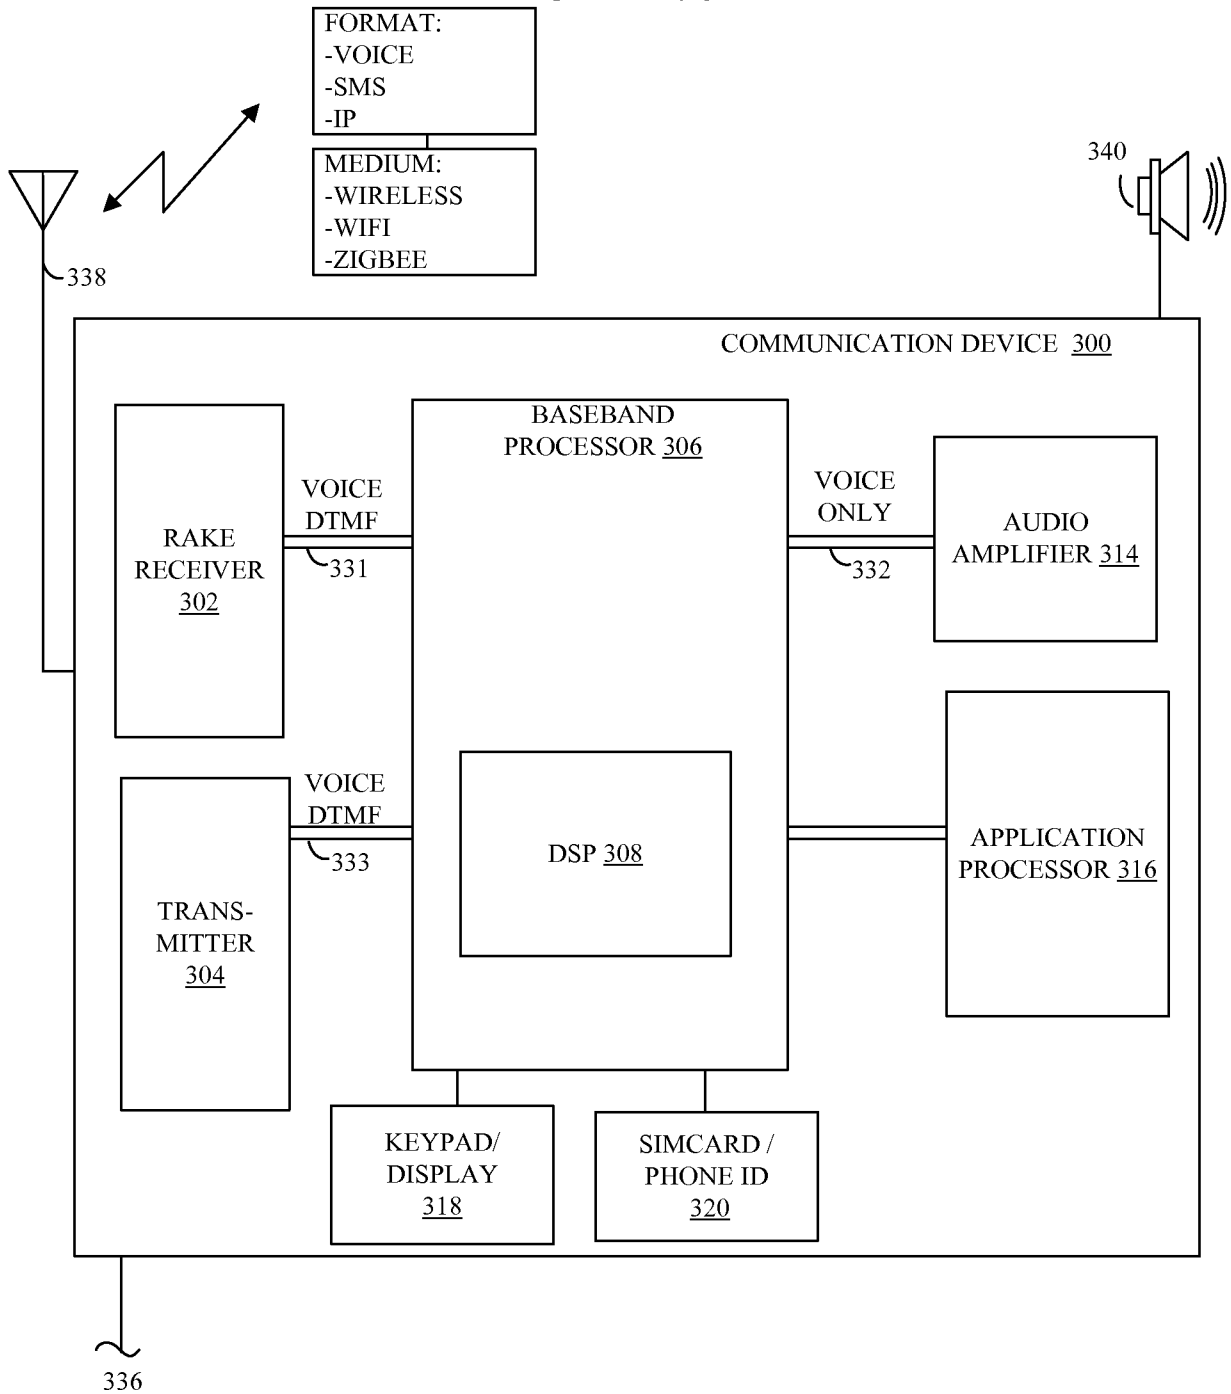 FORMAT:
-VOICE
-SMS
-IP
MEDIUM:
-WIRELESS
-WIFI
-ZIGBEE
340
338
COMMUNICATION DEVICE 300
BASEBAND
PROCESSOR 306
RAKE
RECEIVER
302
VOICE
DTMF
331
VOICE
ONLY
332
AUDIO
AMPLIFIER 314
TRANS-
MITTER
304
VOICE
DTMF
333
DSP 308
APPLICATION
PROCESSOR 316
KEYPAD/
DISPLAY
318
SIMCARD /
PHONE ID
320
336